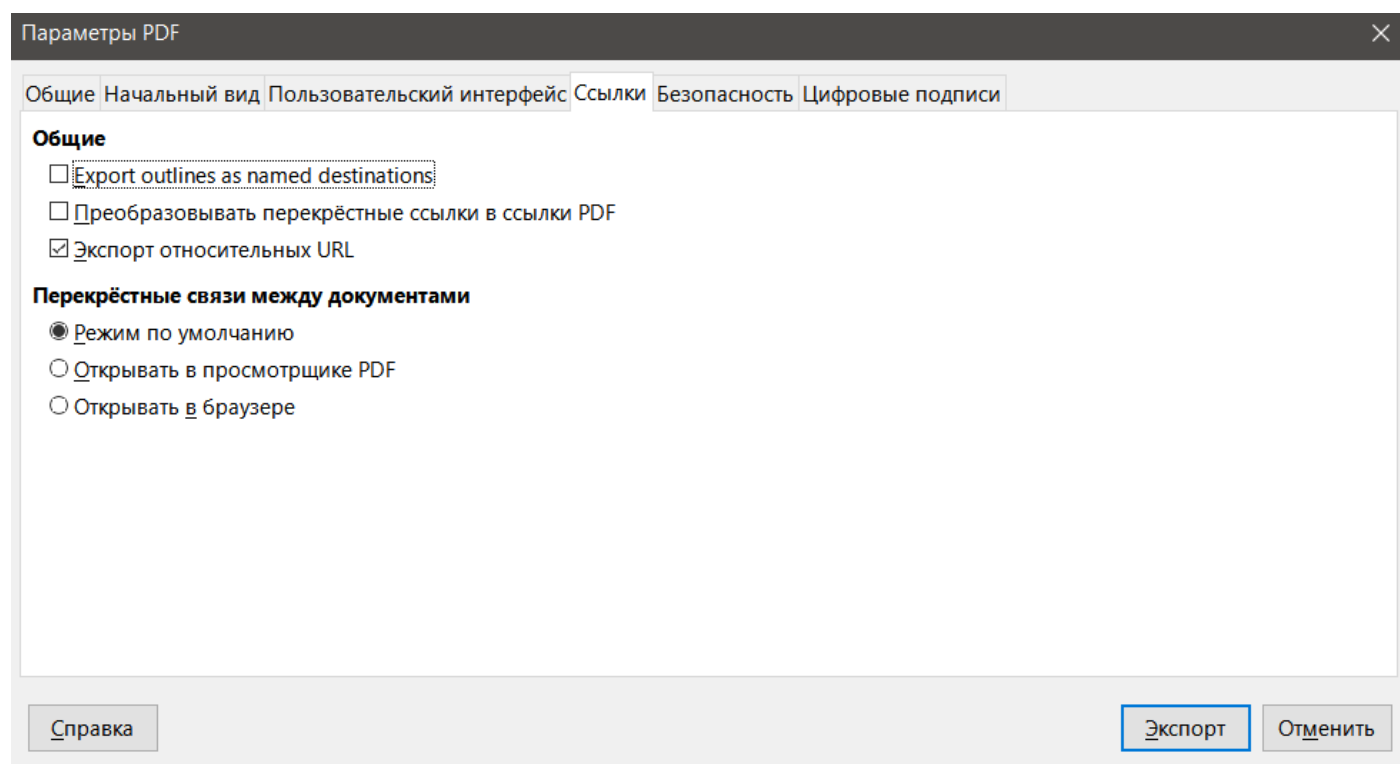 Параметры PDF
Общие Начальный вид Пользовательский интерфейс Ссылки Безопасность Цифровые подписи
Общие
Export outlines as named destinations
Преобразовывать перекрёстные ссылки в ссылки PDF
Экспорт относительных URL
Перекрёстные связи между документами
Режим по умолчанию
Открывать в просмотрщике PDF
Открывать в браузере
Справка Экспорт Отменить